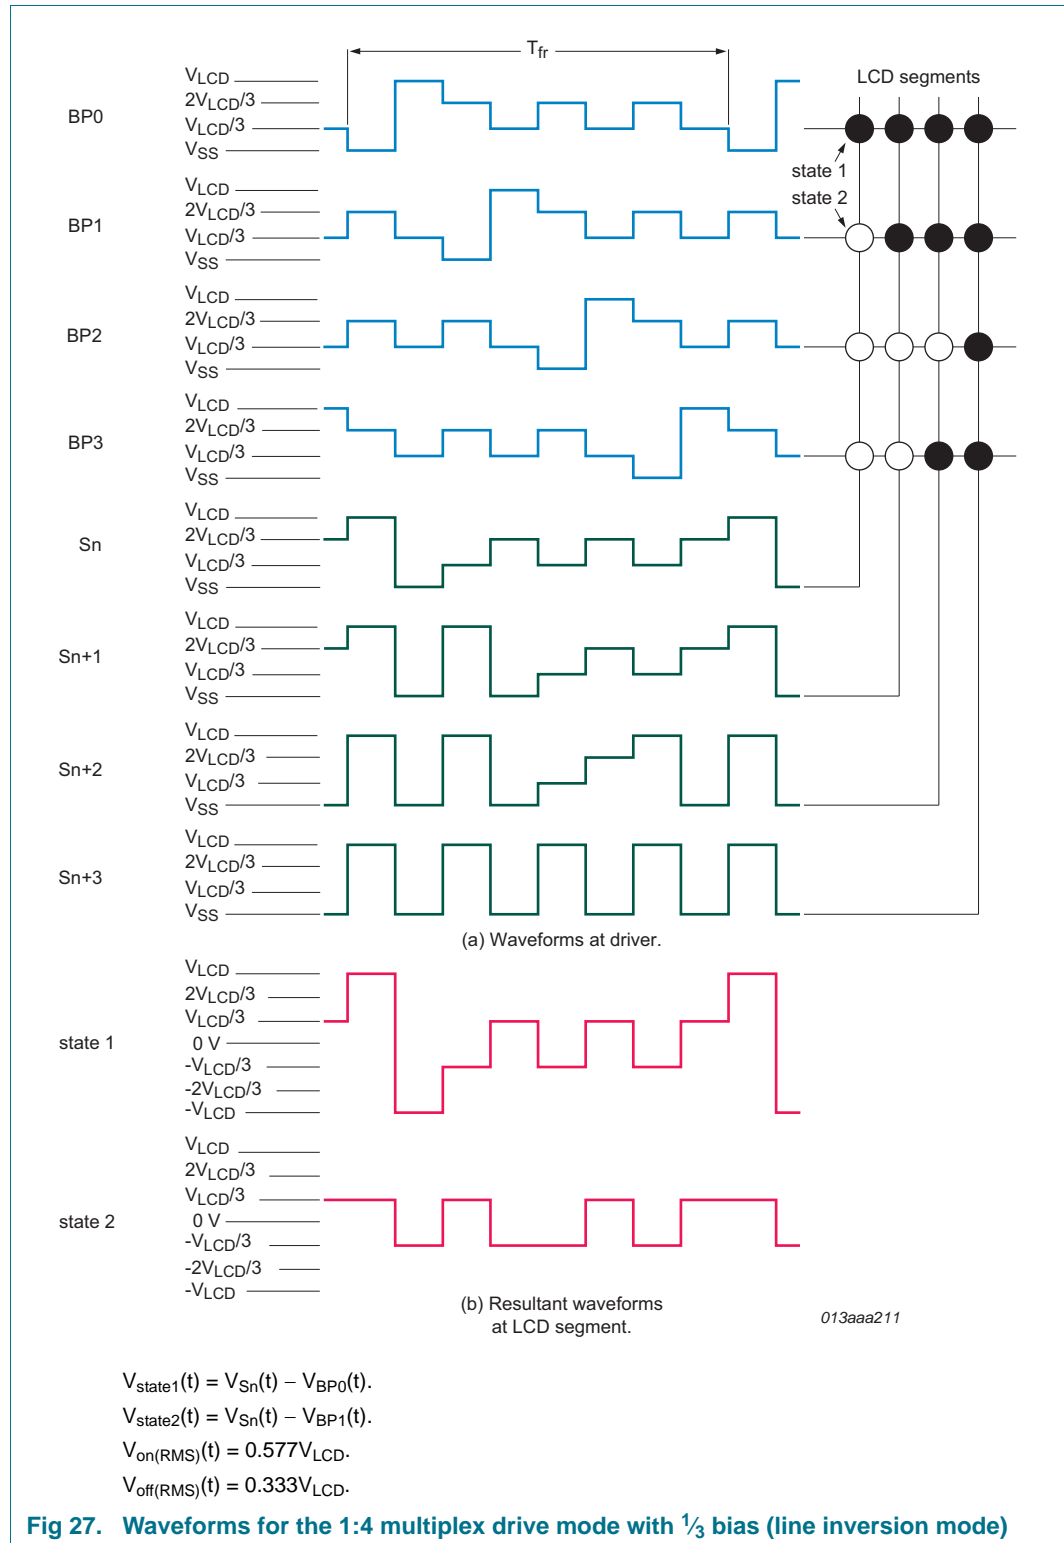 Tfr
BP0
VLCD
2VLCD/3
VLCD/3
VSS
LCD segments
state 1
state 2
BP1
VLCD
2VLCD/3
VLCD/3
VSS
BP2
VLCD
2VLCD/3
VLCD/3
VSS
BP3
VLCD
2VLCD/3
VLCD/3
VSS
Sn
VLCD
2VLCD/3
VLCD/3
VSS
Sn+1
VLCD
2VLCD/3
VLCD/3
VSS
Sn+2
VLCD
2VLCD/3
VLCD/3
VSS
Sn+3
VLCD
2VLCD/3
VLCD/3
VSS
(a) Waveforms at driver.
state 1
VLCD
2VLCD/3
VLCD/3
0 V
-VLCD/3
-2VLCD/3
-VLCD
state 2
VLCD
2VLCD/3
VLCD/3
0 V
-VLCD/3
-2VLCD/3
-VLCD
(b) Resultant waveforms
at LCD segment.
013aaa211
Vstate1(t) = VSn(t) − VBP0(t).
Vstate2(t) = VSn(t) − VBP1(t).
Von(RMS)(t) = 0.577VLCD.
Voff(RMS)(t) = 0.333VLCD.
Fig 27. Waveforms for the 1:4 multiplex drive mode with 1⁄3 bias (line inversion mode)